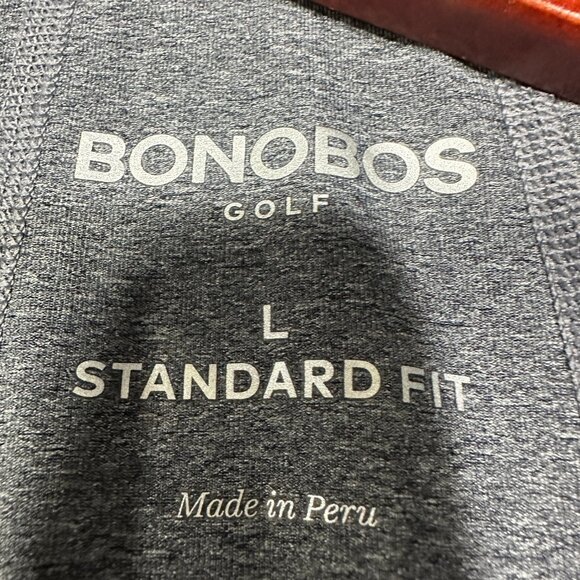 BONOBOS
GOLF
L
STANDARD FIT
Made in Peru